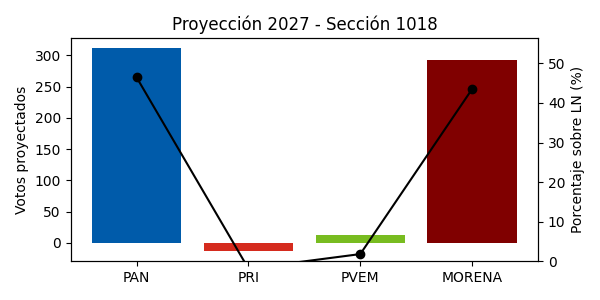 Proyección 2027 - Sección 1018
Votos proyectados
300
250
200
150
100
50
0
50
40
30
20
10
0
Porcentaje sobre LN (%)
PAN
PRI
PVEM
MORENA